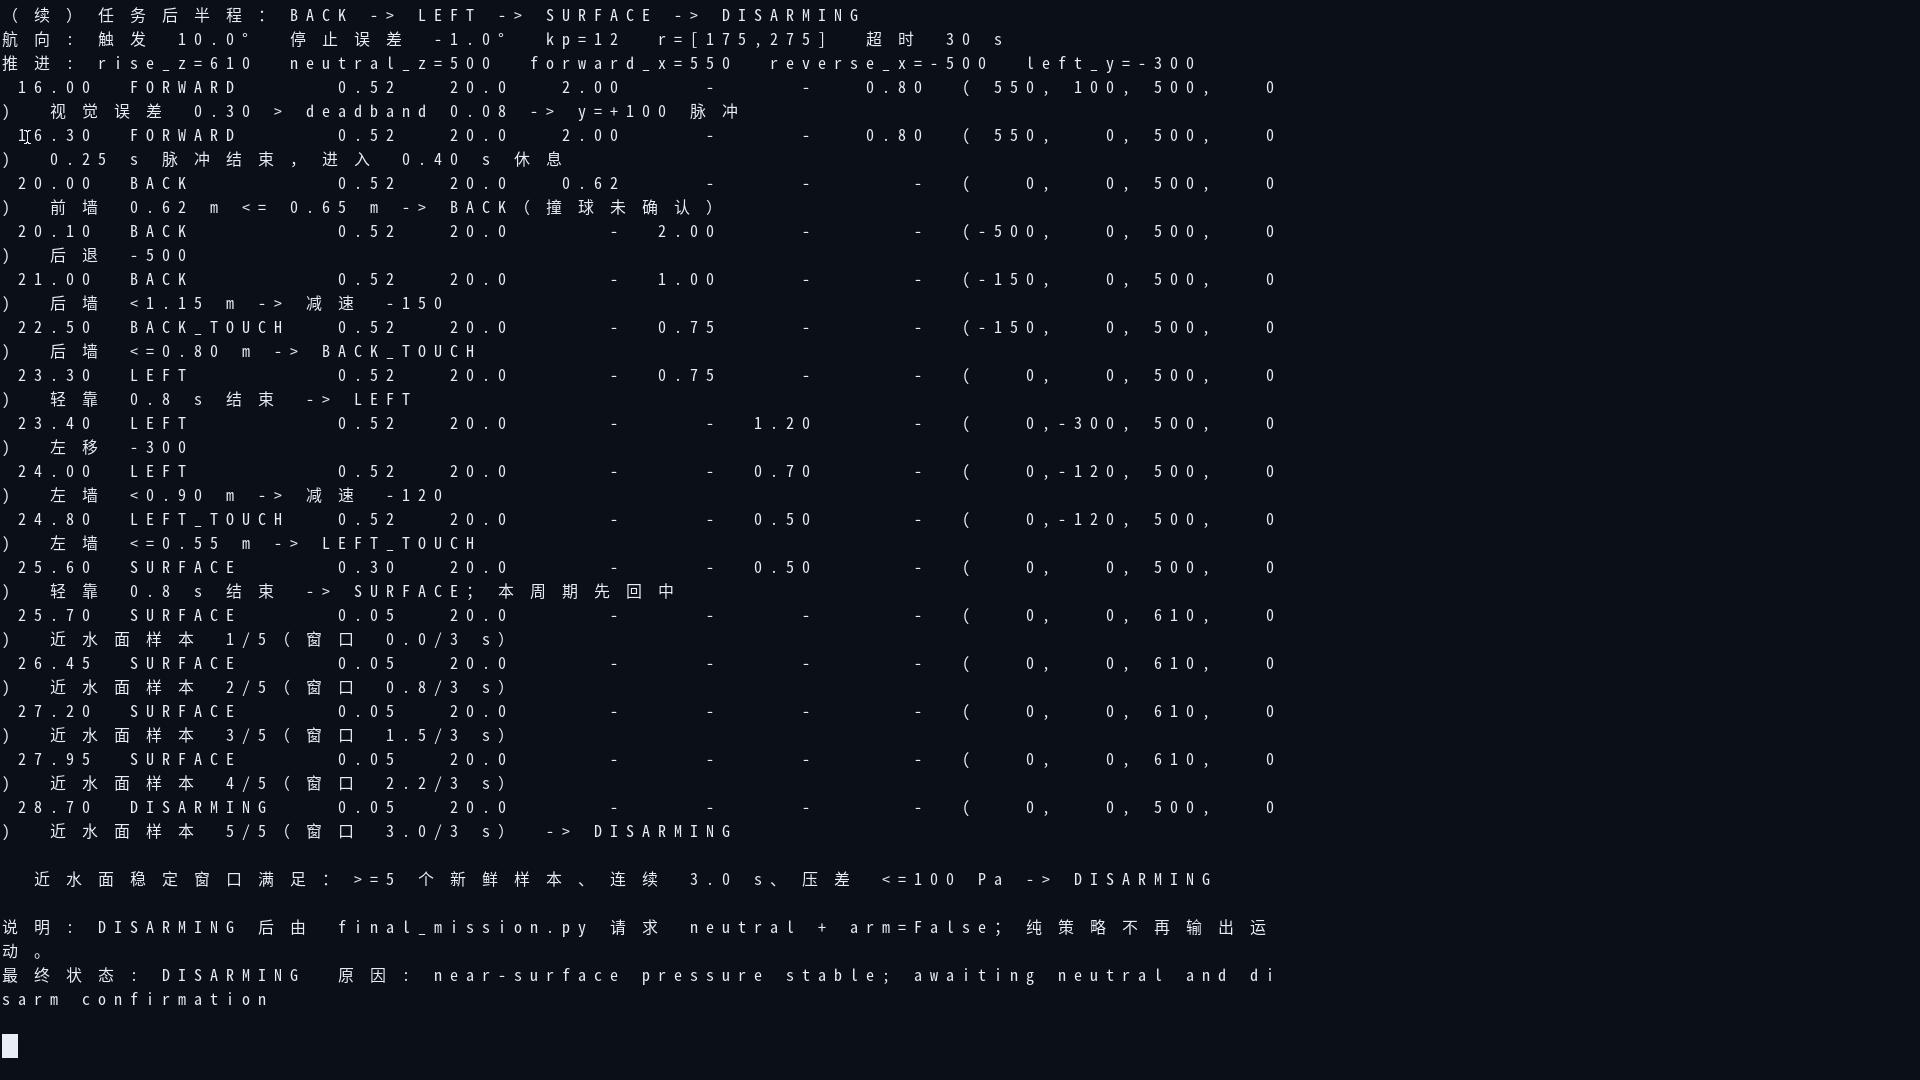 （续）任务后半程：BACK -> LEFT -> SURFACE -> DISARMING
航向：触发 10.0° 停止误差 -1.0° kp=12 r=[175,275] 超时 30 s
推进：rise_z=610 neutral_z=500 forward_x=550 reverse_x=-500 left_y=-300
16.00 FORWARD 0.52 20.0 2.00 - - 0.80 ( 550, 100, 500, 0
) 视觉误差 0.30 > deadband 0.08 -> y=+100 脉冲
16.30 FORWARD 0.52 20.0 2.00 - - 0.80 ( 550, 0, 500, 0
) 0.25 s 脉冲结束，进入 0.40 s 休息
20.00 BACK 0.52 20.0 0.62 - - - ( 0, 0, 500, 0
) 前墙 0.62 m <= 0.65 m -> BACK（撞球未确认）
20.10 BACK 0.52 20.0 - 2.00 - - (-500, 0, 500, 0
) 后退 -500
21.00 BACK 0.52 20.0 - 1.00 - - (-150, 0, 500, 0
) 后墙 <1.15 m -> 减速 -150
22.50 BACK_TOUCH 0.52 20.0 - 0.75 - - (-150, 0, 500, 0
) 后墙 <=0.80 m -> BACK_TOUCH
23.30 LEFT 0.52 20.0 - 0.75 - - ( 0, 0, 500, 0
) 轻靠 0.8 s 结束 -> LEFT
23.40 LEFT 0.52 20.0 - - 1.20 - ( 0,-300, 500, 0
) 左移 -300
24.00 LEFT 0.52 20.0 - - 0.70 - ( 0,-120, 500, 0
) 左墙 <0.90 m -> 减速 -120
24.80 LEFT_TOUCH 0.52 20.0 - - 0.50 - ( 0,-120, 500, 0
) 左墙 <=0.55 m -> LEFT_TOUCH
25.60 SURFACE 0.30 20.0 - - 0.50 - ( 0, 0, 500, 0
) 轻靠 0.8 s 结束 -> SURFACE；本周期先回中
25.70 SURFACE 0.05 20.0 - - - - ( 0, 0, 610, 0
) 近水面样本 1/5（窗口 0.0/3 s）
26.45 SURFACE 0.05 20.0 - - - - ( 0, 0, 610, 0
) 近水面样本 2/5（窗口 0.8/3 s）
27.20 SURFACE 0.05 20.0 - - - - ( 0, 0, 610, 0
) 近水面样本 3/5（窗口 1.5/3 s）
27.95 SURFACE 0.05 20.0 - - - - ( 0, 0, 610, 0
) 近水面样本 4/5（窗口 2.2/3 s）
28.70 DISARMING 0.05 20.0 - - - - ( 0, 0, 500, 0
) 近水面样本 5/5（窗口 3.0/3 s） -> DISARMING
近水面稳定窗口满足：>=5 个新鲜样本、连续 3.0 s、压差 <=100 Pa -> DISARMING
说明：DISARMING 后由 final_mission.py 请求 neutral + arm=False；纯策略不再输出运
动。
最终状态：DISARMING 原因：near-surface pressure stable; awaiting neutral and di
sarm confirmation